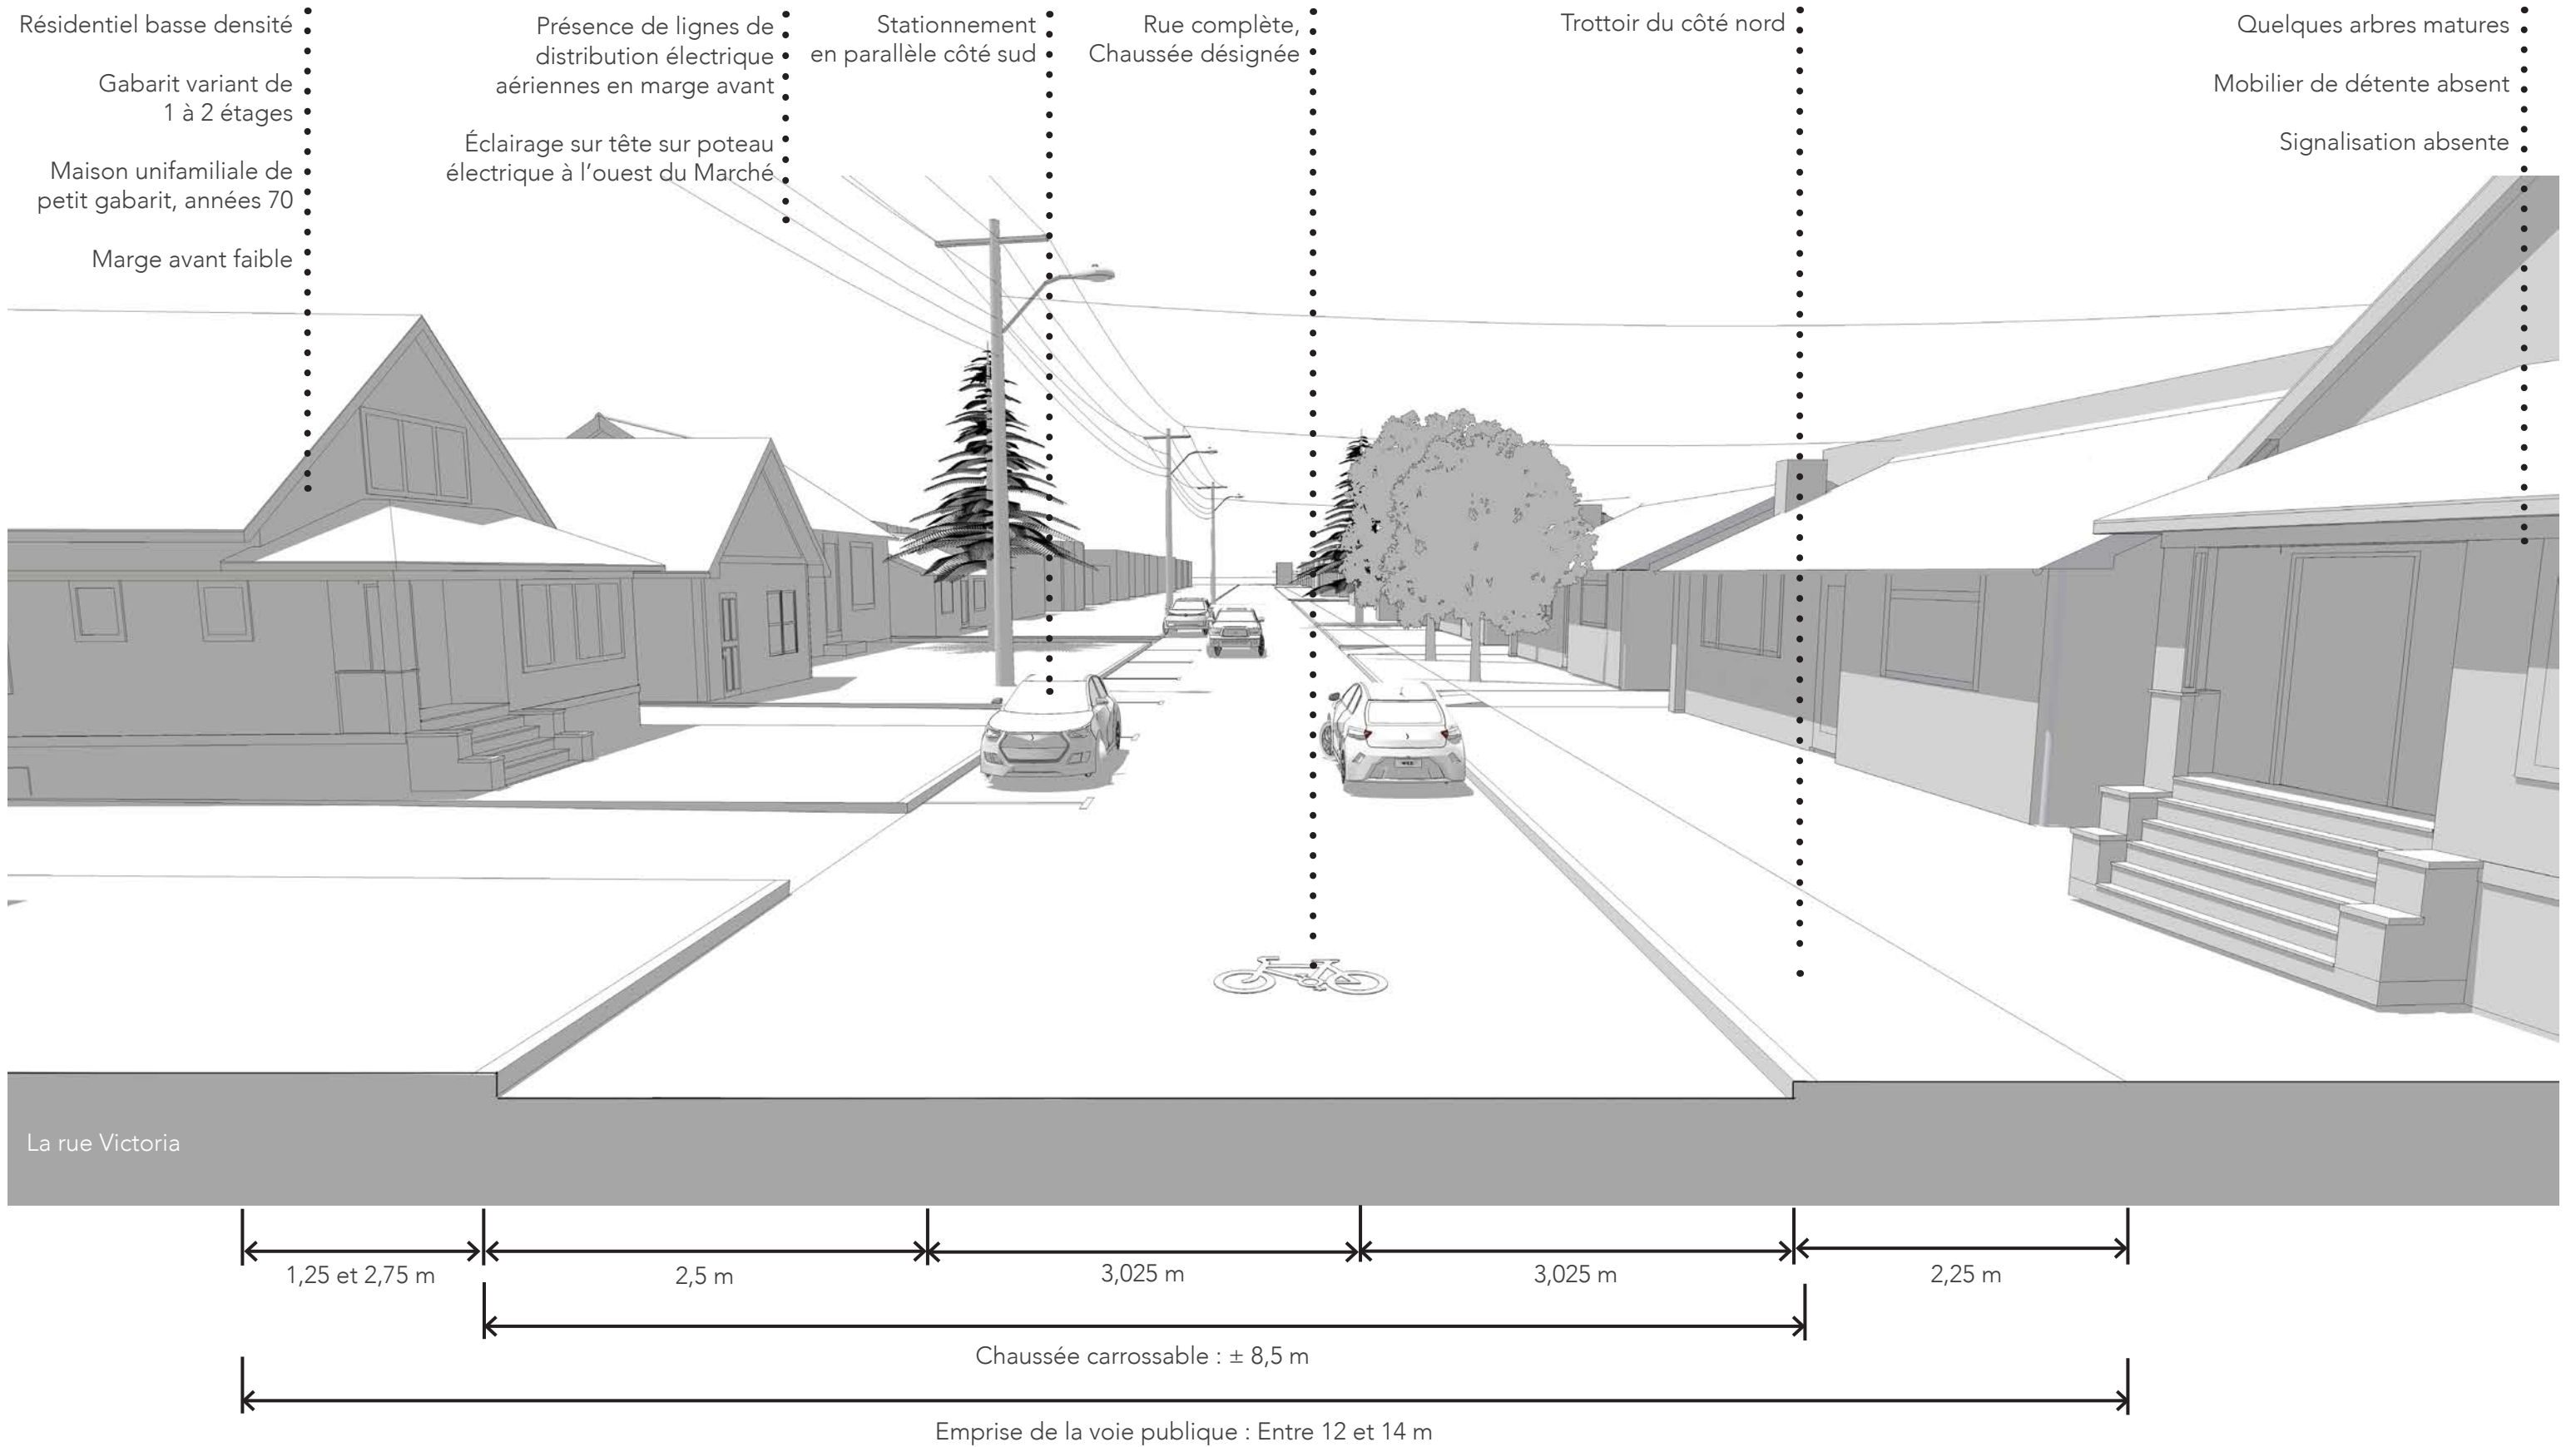 Résidentiel basse densité
Gabarit variant de
1 à 2 étages
Maison unifamiliale de
petit gabarit, années 70
Marge avant faible
Présence de lignes de
distribution électrique
aériennes en marge avant
Éclairage sur tête sur poteau
électrique à l’ouest du Marché
Stationnement
en parallèle côté sud
Rue complète,
Chaussée désignée
Trottoir du côté nord
Quelques arbres matures
Mobilier de détente absent
Signalisation absente
La rue Victoria
1,25 et 2,75 m
2,5 m
3,025 m
3,025 m
2,25 m
Chaussée carrossable : ± 8,5 m
Emprise de la voie publique : Entre 12 et 14 m